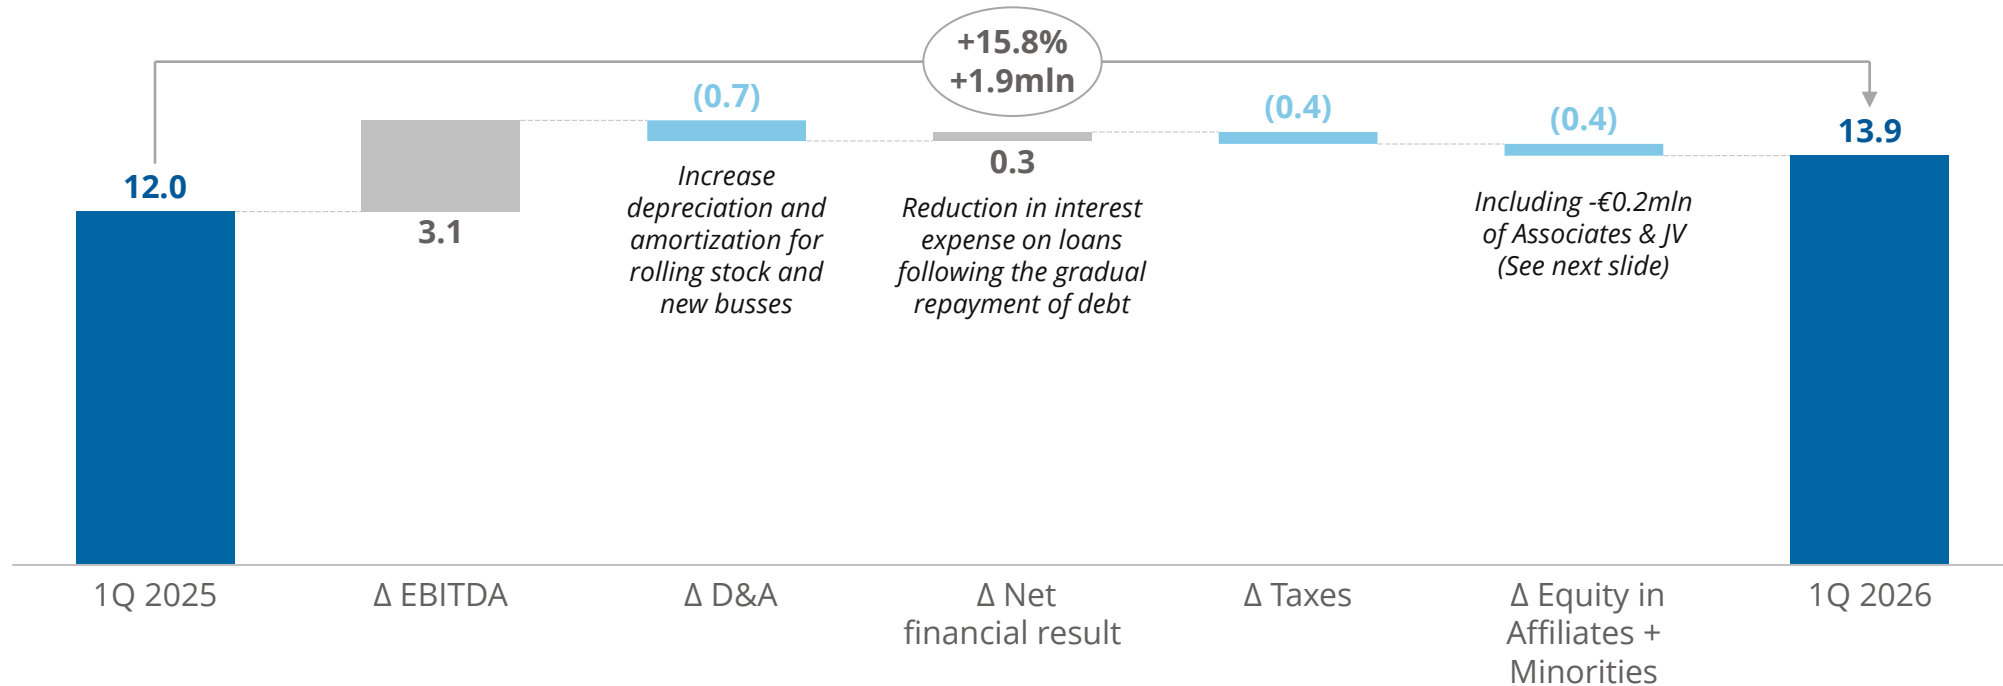 +15.8%
+1.9mln
12.0
3.1
(0.7)
Increase
depreciation and
amortization for
rolling stock and
new busses
0.3
Reduction in interest
expense on loans
following the gradual
repayment of debt
(0.4)
(0.4)
Including -€0.2mln
of Associates & JV
(See next slide)
13.9
1Q 2025
Δ EBITDA
Δ D&A
Δ Net
financial result
Δ Taxes
Δ Equity in
Affiliates +
Minorities
1Q 2026